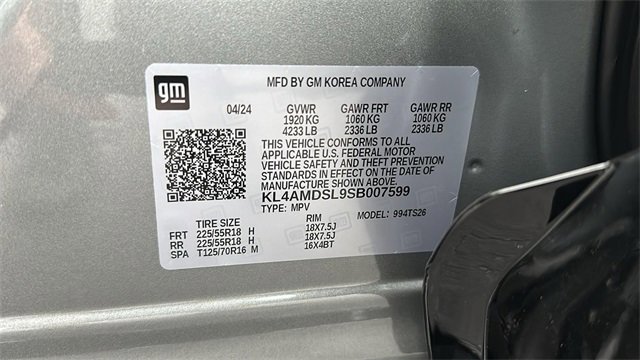 gm
MFD BY GM KOREA COMPANY
04/24 GVWR GAWR FRT GAWR RR
1920 KG 1060 KG 1060 KG
4233 LB 2336 LB 2336 LB
THIS VEHICLE CONFORMS TO ALL
APPLICABLE U.S. FEDERAL MOTOR
VEHICLE SAFETY AND THEFT PREVENTION
STANDARDS IN EFFECT ON THE DATE OF
MANUFACTURE SHOWN ABOVE.
KL4AMDSL9SB007599
TYPE: MPV MODEL: 994TS26
TIRE SIZE RIM
FRT 225/55R18 H 18X7.5J
RR 225/55R18 H 18X7.5J
SPA T125/70R16 M 16X4BT